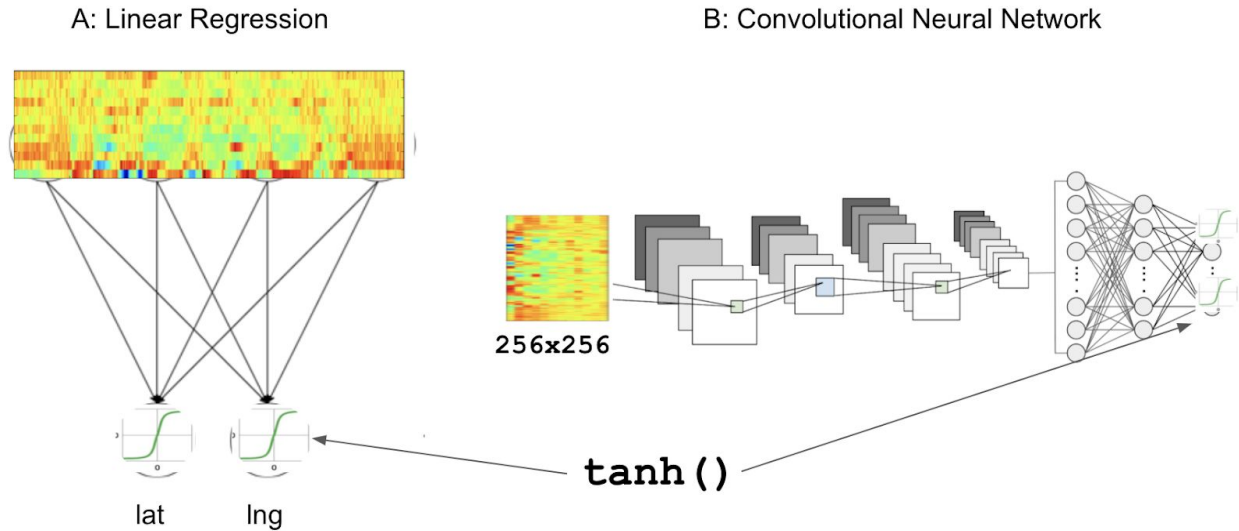 A: Linear Regression
B: Convolutional Neural Network
256x256
tanh()
lat
lng